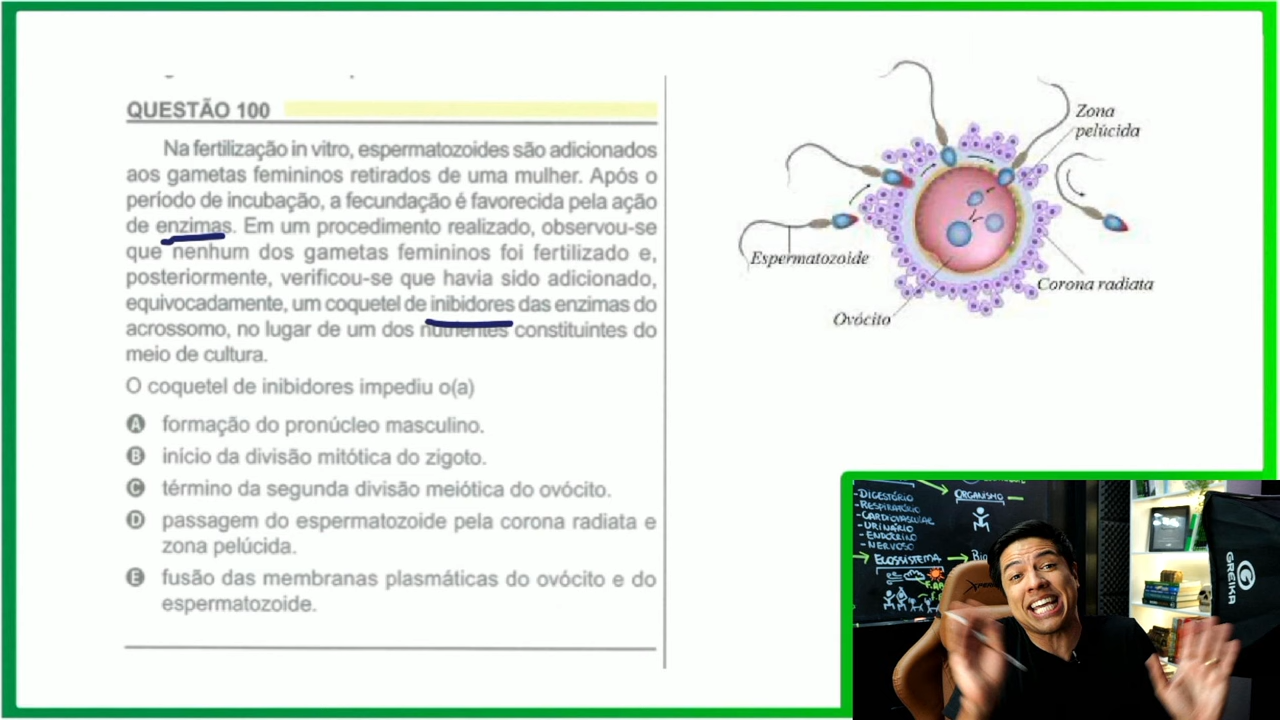 QUESTÃO 100
Na fertilização in vitro, espermatozoides são adicionados
aos gametas femininos retirados de uma mulher. Após o
período de incubação, a fecundação é favorecida pela ação
de enzimas. Em um procedimento realizado, observou-se
que nenhum dos gametas femininos foi fertilizado e,
posteriormente, verificou-se que havia sido adicionado,
equivocadamente, um coquetel de inibidores das enzimas do
acrossomo, no lugar de um dos nutrientes constituintes do
meio de cultura.
O coquetel de inibidores impediu o(a)
A formação do pronúcleo masculino.
B início da divisão mitótica do zigoto.
C término da segunda divisão meiótica do ovócito.
D passagem do espermatozoide pela corona radiata e
zona pelúcida.
E fusão das membranas plasmáticas do ovócito e do
espermatozoide.
Zona
pelúcida
Espermatozoide
Corona radiata
Ovócito
-DIGESTÓRIO
-RESPIRATÓRIO
-CARDIOVASCULAR
-URINÁRIO
-ENDÓCRINO
-NERVOSO
ORGANISMO
ECOSSISTEMA
Bio
GREIKA